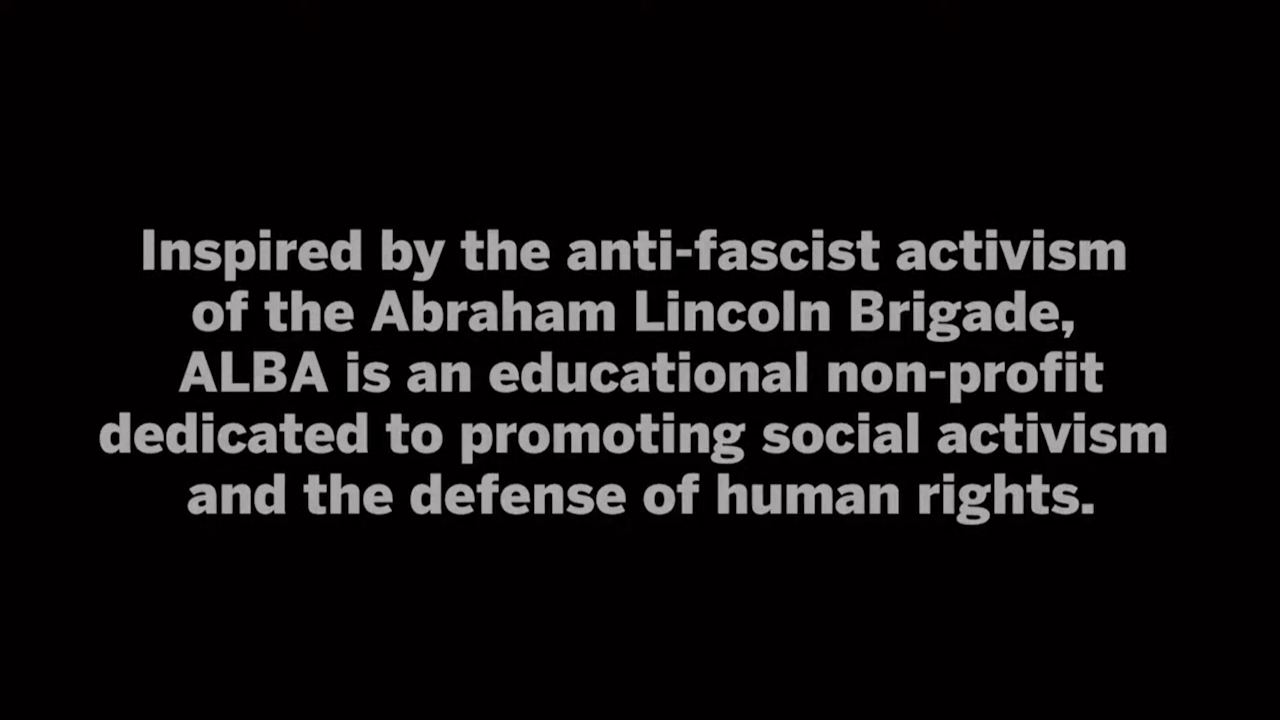 Inspired by the anti-fascist activism
of the Abraham Lincoln Brigade,
ALBA is an educational non-profit
dedicated to promoting social activism
and the defense of human rights.